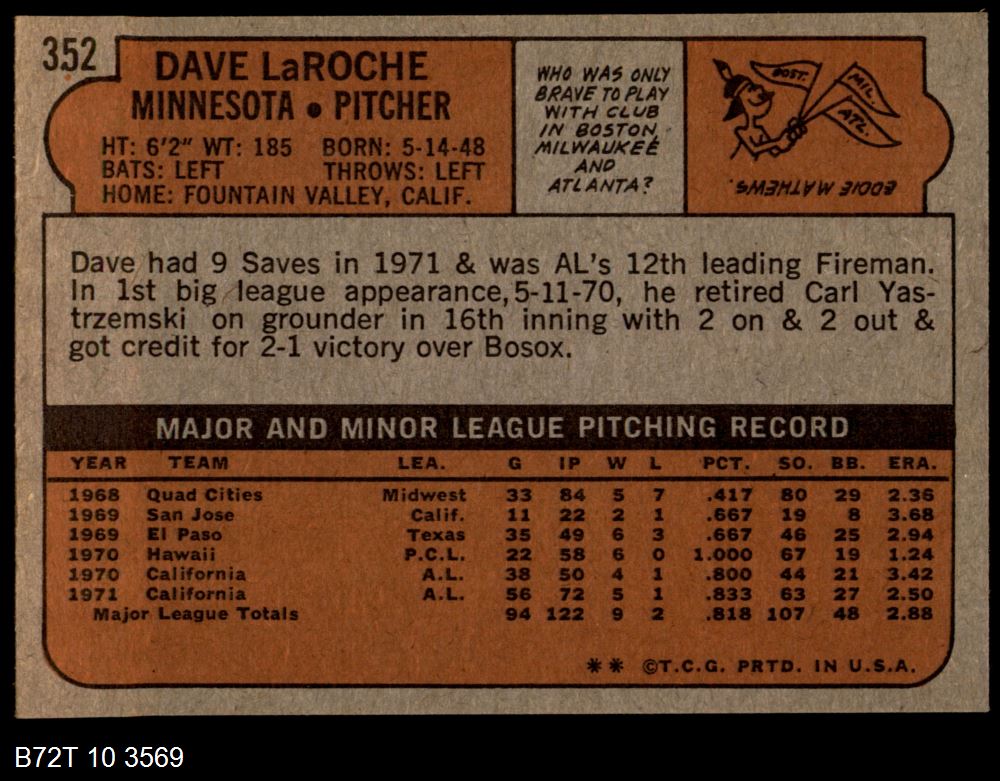 352
DAVE LaROCHE
MINNESOTA • PITCHER
HT: 6'2" WT: 185 BORN: 5-14-48
BATS: LEFT THROWS: LEFT
HOME: FOUNTAIN VALLEY, CALIF.
WHO WAS ONLY
BRAVE TO PLAY
WITH CLUB
IN BOSTON,
MILWAUKEE
AND
ATLANTA?
BOST.
MIL.
ATL.
EDDIE MATHEWS
Dave had 9 Saves in 1971 & was AL's 12th leading Fireman.
In 1st big league appearance, 5-11-70, he retired Carl Yas-
trzemski on grounder in 16th inning with 2 on & 2 out &
got credit for 2-1 victory over Bosox.
MAJOR AND MINOR LEAGUE PITCHING RECORD
YEAR TEAM LEA. G IP W L PCT. SO. BB. ERA.
1968 Quad Cities Midwest 33 84 5 7 .417 80 29 2.36
1969 San Jose Calif. 11 22 2 1 .667 19 8 3.68
1969 El Paso Texas 35 49 6 3 .667 46 25 2.94
1970 Hawaii P.C.L. 22 58 6 0 1.000 67 19 1.24
1970 California A.L. 38 50 4 1 .800 44 21 3.42
1971 California A.L. 56 72 5 1 .833 63 27 2.50
Major League Totals 94 122 9 2 .818 107 48 2.88
** ©T.C.G. PRTD. IN U.S.A.
B72T 10 3569